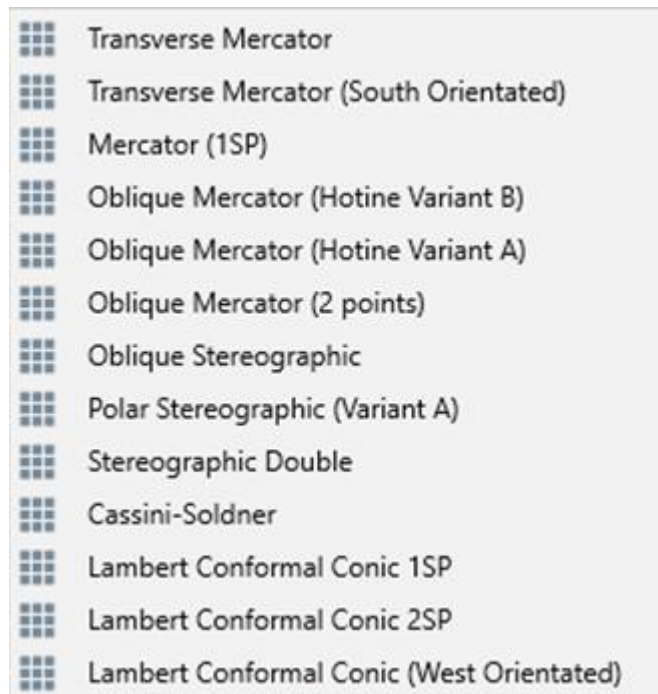 Transverse Mercator
Transverse Mercator (South Orientated)
Mercator (1SP)
Oblique Mercator (Hotine Variant B)
Oblique Mercator (Hotine Variant A)
Oblique Mercator (2 points)
Oblique Stereographic
Polar Stereographic (Variant A)
Stereographic Double
Cassini-Soldner
Lambert Conformal Conic 1SP
Lambert Conformal Conic 2SP
Lambert Conformal Conic (West Orientated)